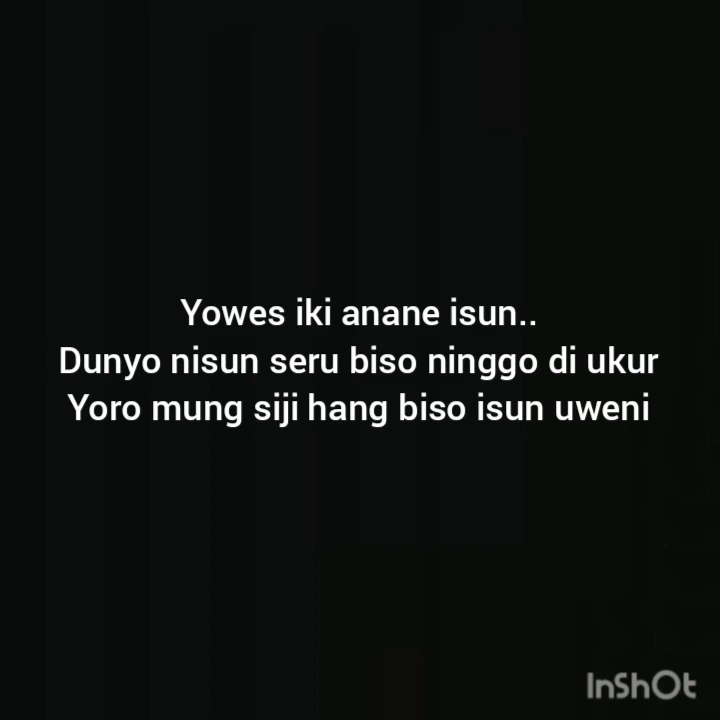 Yowes iki anane isun..
Dunyo nisun seru biso ninggo di ukur
Yoro mung siji hang biso isun uweni
InShOt